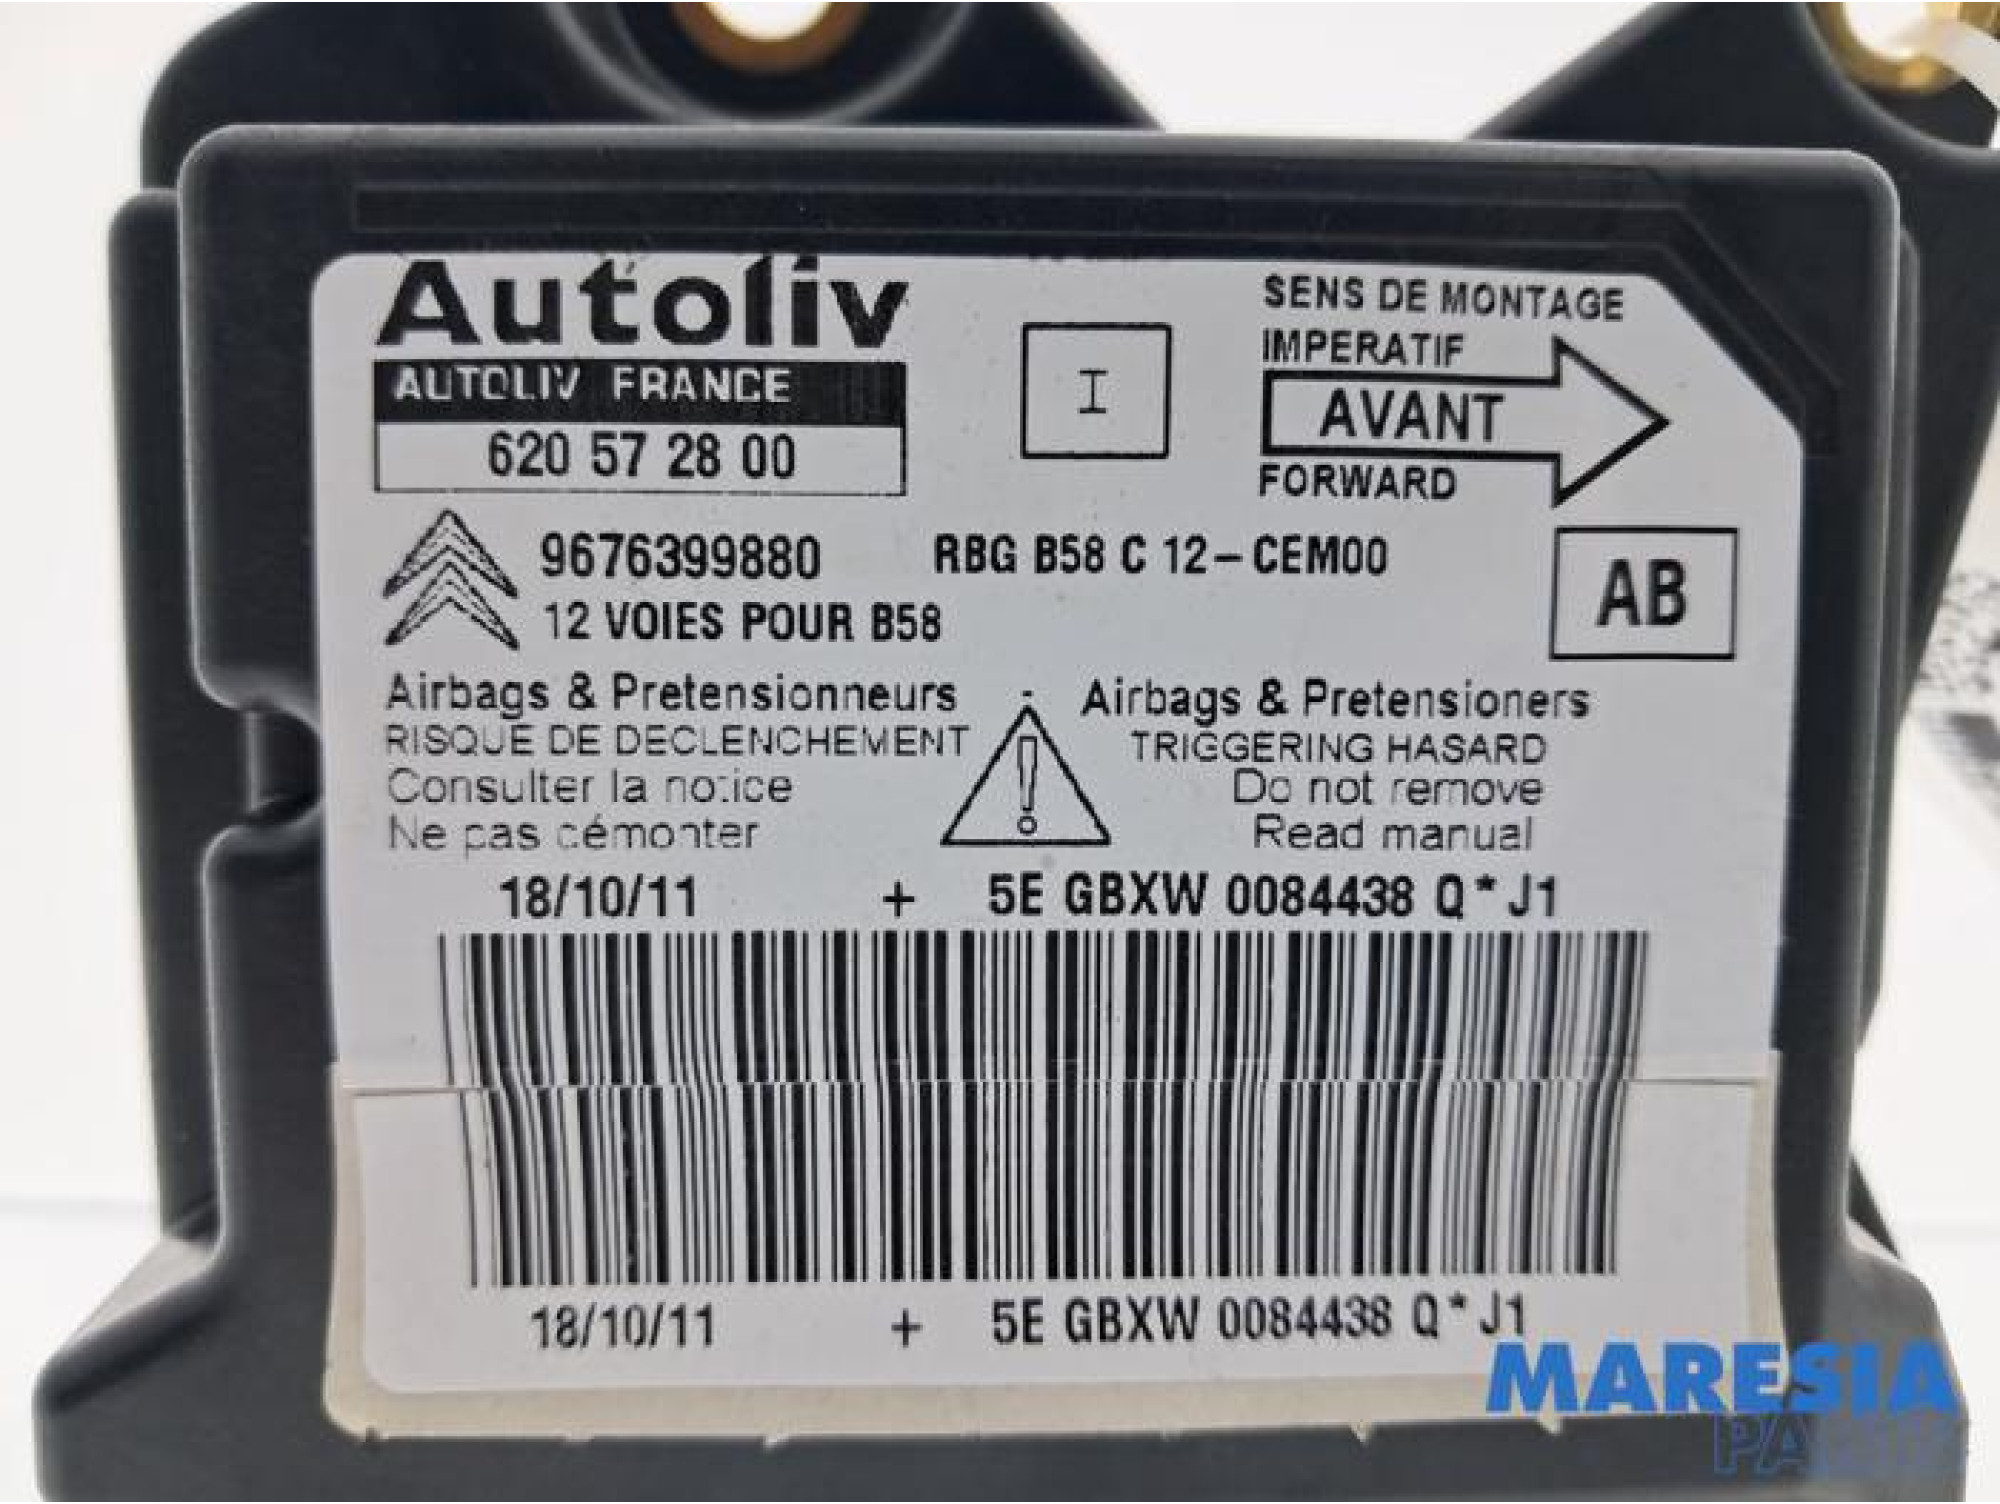 Autoliv
AUTOLIV FRANCE
620 57 28 00
I
SENS DE MONTAGE
IMPERATIF
AVANT
FORWARD
9676399880 RBG B58 C 12-CEM00
12 VOIES POUR B58
AB
Airbags & Pretensionneurs - Airbags & Pretensioners
RISQUE DE DECLENCHEMENT TRIGGERING HASARD
Consulter la notice Do not remove
Ne pas démonter Read manual
18/10/11 + 5E GBXW 0084438 Q*J1
18/10/11 + 5E GBXW 0084438 Q*J1
MARESIA
PARTS